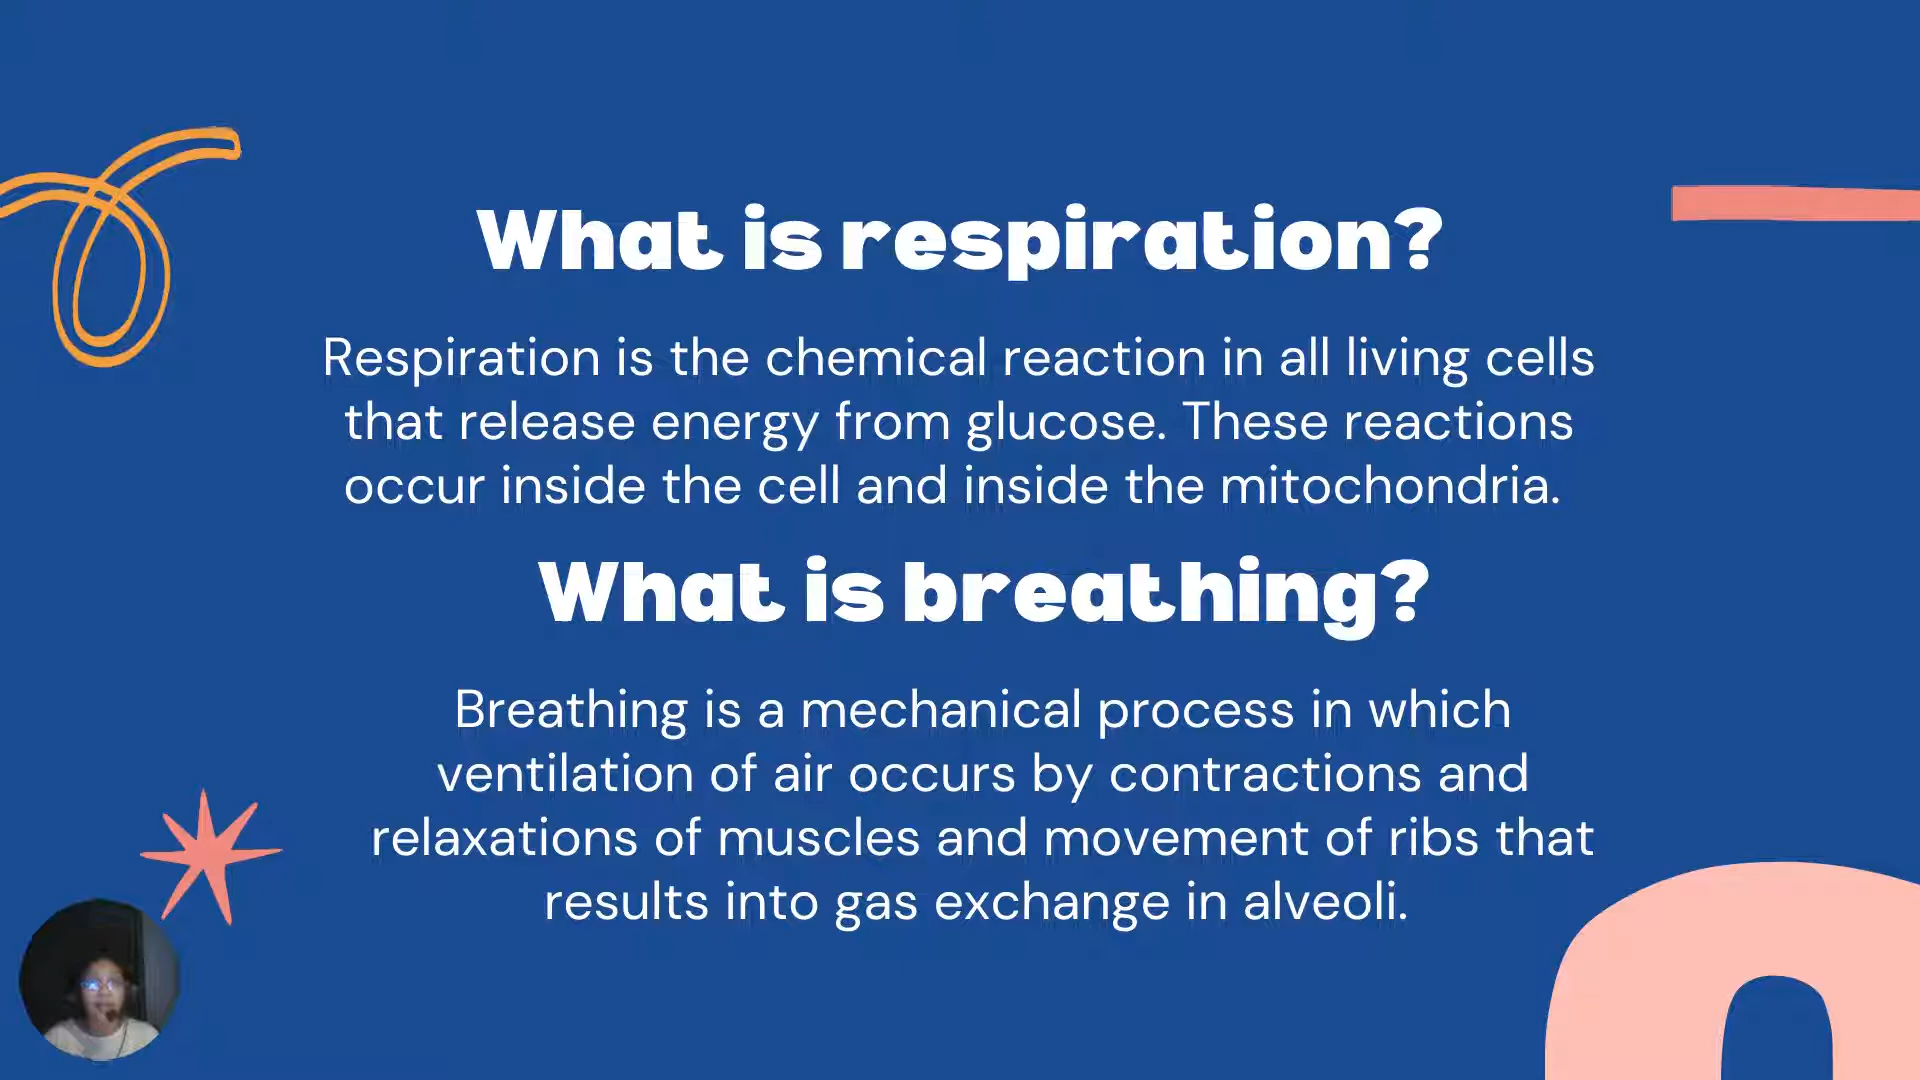 What is respiration?
Respiration is the chemical reaction in all living cells
that release energy from glucose. These reactions
occur inside the cell and inside the mitochondria.
What is breathing?
Breathing is a mechanical process in which
ventilation of air occurs by contractions and
relaxations of muscles and movement of ribs that
results into gas exchange in alveoli.